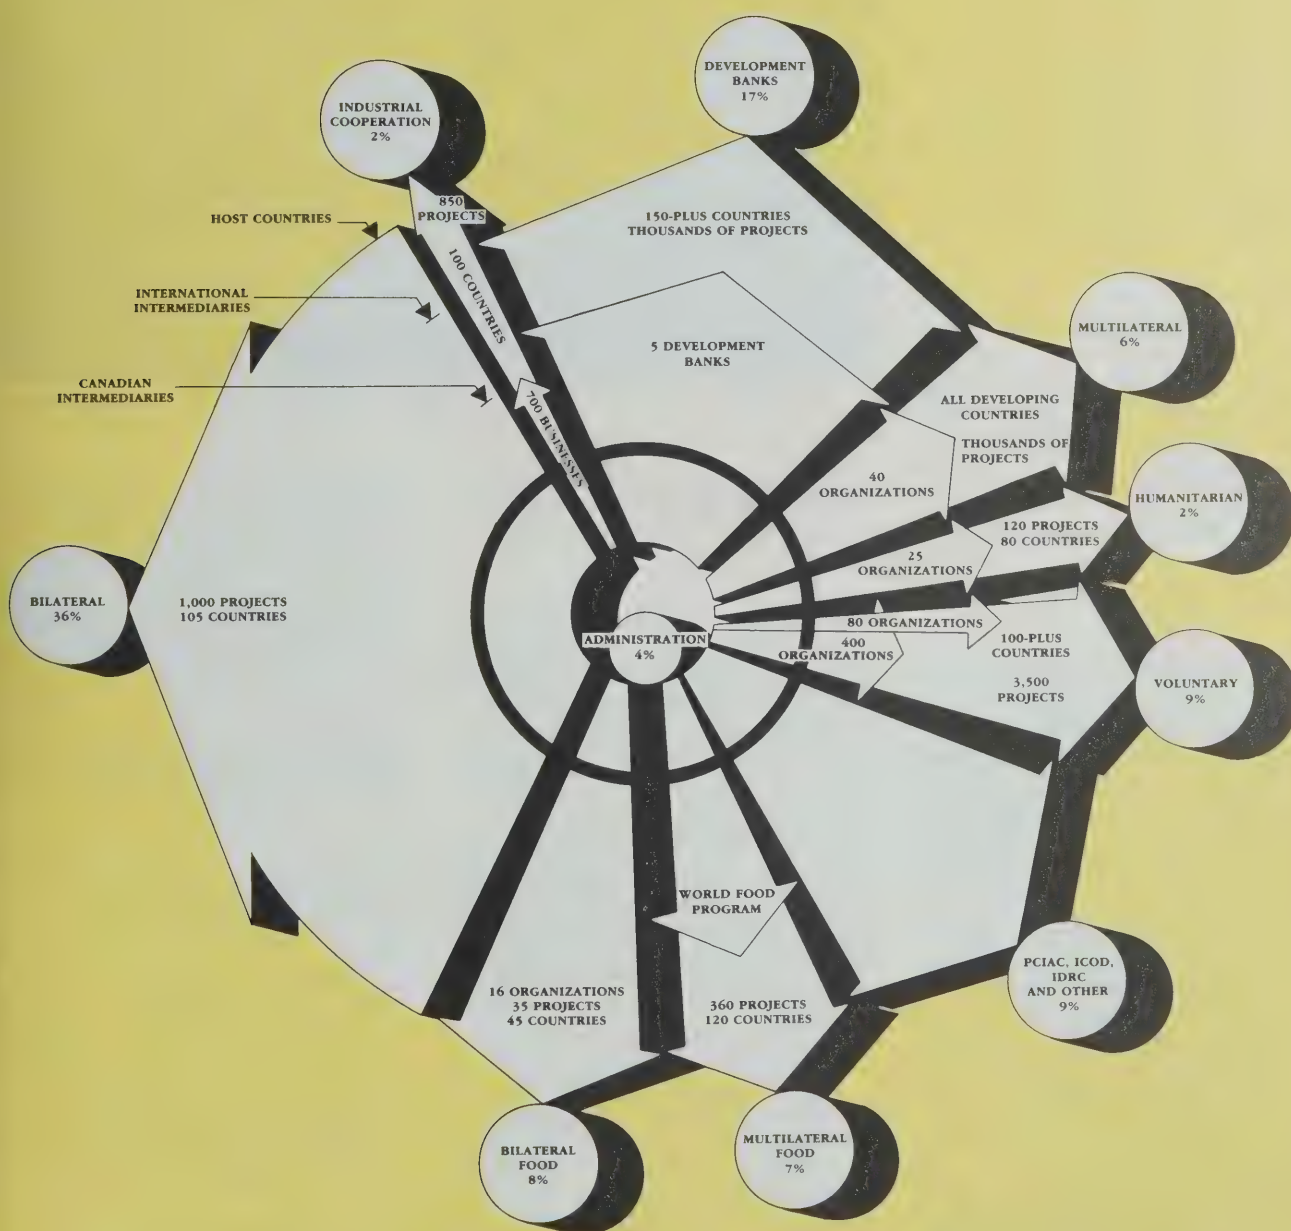 DEVELOPMENT
BANKS
17%
INDUSTRIAL
COOPERATION
2%
850
PROJECTS
100 COUNTRIES
700 BUSINESSES
HOST COUNTRIES
INTERNATIONAL
INTERMEDIARIES
CANADIAN
INTERMEDIARIES
150-PLUS COUNTRIES
THOUSANDS OF PROJECTS
5 DEVELOPMENT
BANKS
MULTILATERAL
6%
ALL DEVELOPING
COUNTRIES
THOUSANDS OF
PROJECTS
40
ORGANIZATIONS
HUMANITARIAN
2%
120 PROJECTS
80 COUNTRIES
25
ORGANIZATIONS
BILATERAL
36%
1,000 PROJECTS
105 COUNTRIES
ADMINISTRATION
4%
80 ORGANIZATIONS
400
ORGANIZATIONS
100-PLUS
COUNTRIES
3,500
PROJECTS
VOLUNTARY
9%
WORLD FOOD
PROGRAM
PCIAC, ICOD,
IDRC
AND OTHER
9%
16 ORGANIZATIONS
35 PROJECTS
45 COUNTRIES
360 PROJECTS
120 COUNTRIES
BILATERAL
FOOD
8%
MULTILATERAL
FOOD
7%